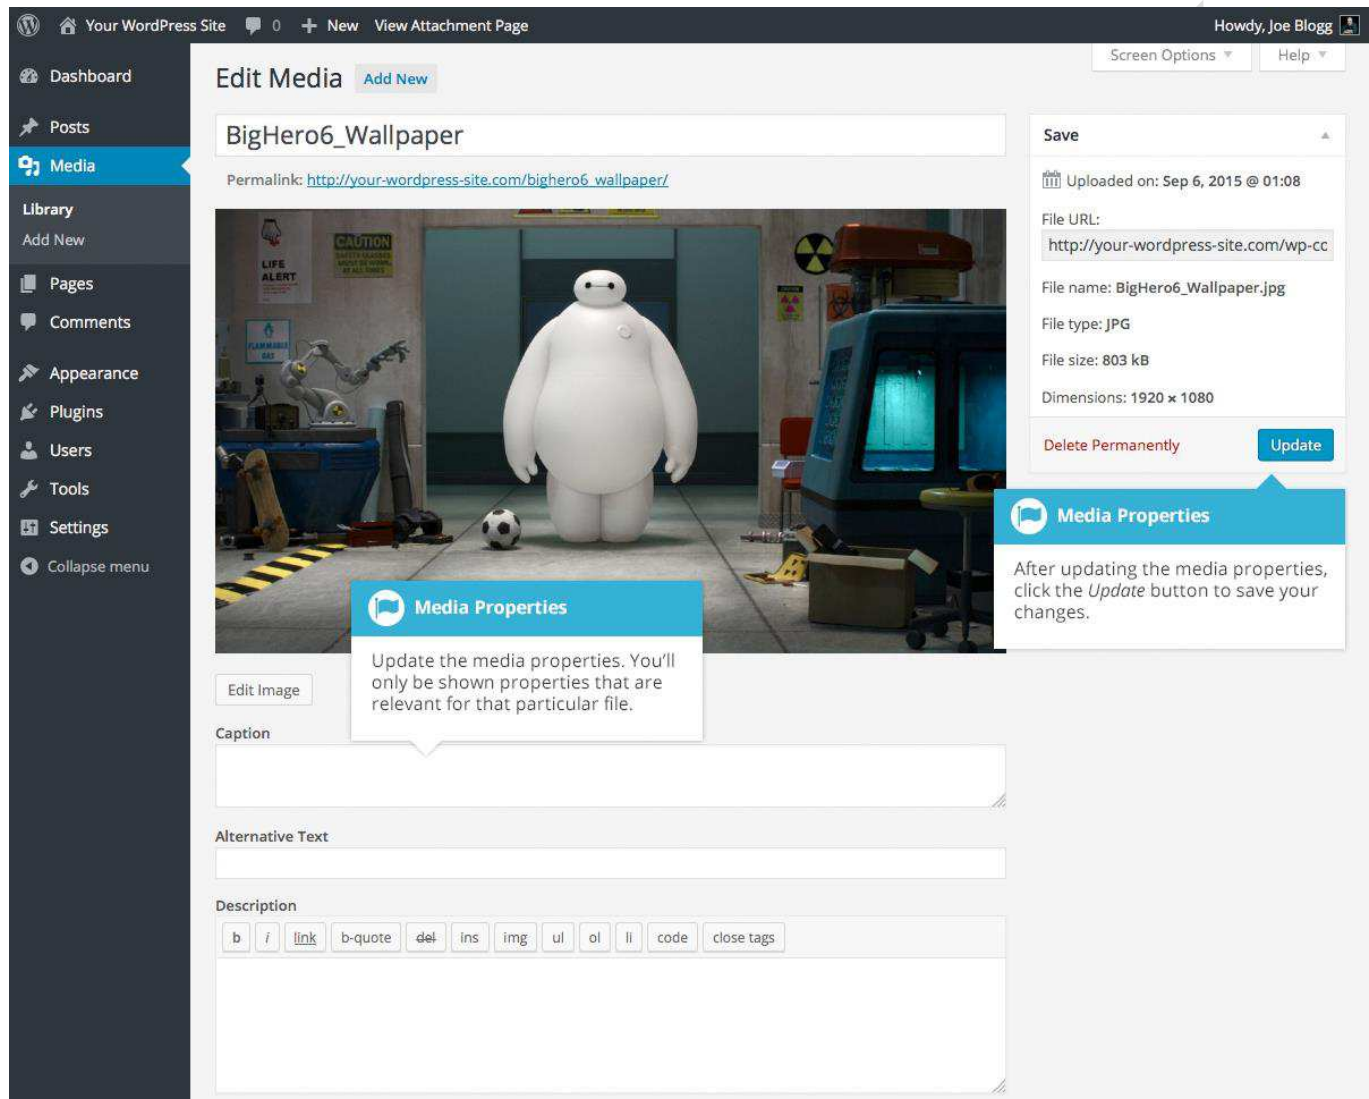 Your WordPress Site 0 + New View Attachment Page Howdy, Joe Blogg
Screen Options Help
Dashboard
Posts
Media
Library
Add New
Pages
Comments
Appearance
Plugins
Users
Tools
Settings
Collapse menu
Edit Media Add New
BigHero6_Wallpaper
Permalink: http://your-wordpress-site.com/bighero6_wallpaper/
CAUTION
LIFE
ALERT
FLAMMABLE
GAS
Edit Image
Media Properties
Update the media properties. You'll
only be shown properties that are
relevant for that particular file.
Caption
Alternative Text
Description
b i link b-quote del ins img ul ol li code close tags
Save
Uploaded on: Sep 6, 2015 @ 01:08
File URL:
http://your-wordpress-site.com/wp-cc
File name: BigHero6_Wallpaper.jpg
File type: JPG
File size: 803 kB
Dimensions: 1920 × 1080
Delete Permanently Update
Media Properties
After updating the media properties,
click the Update button to save your
changes.